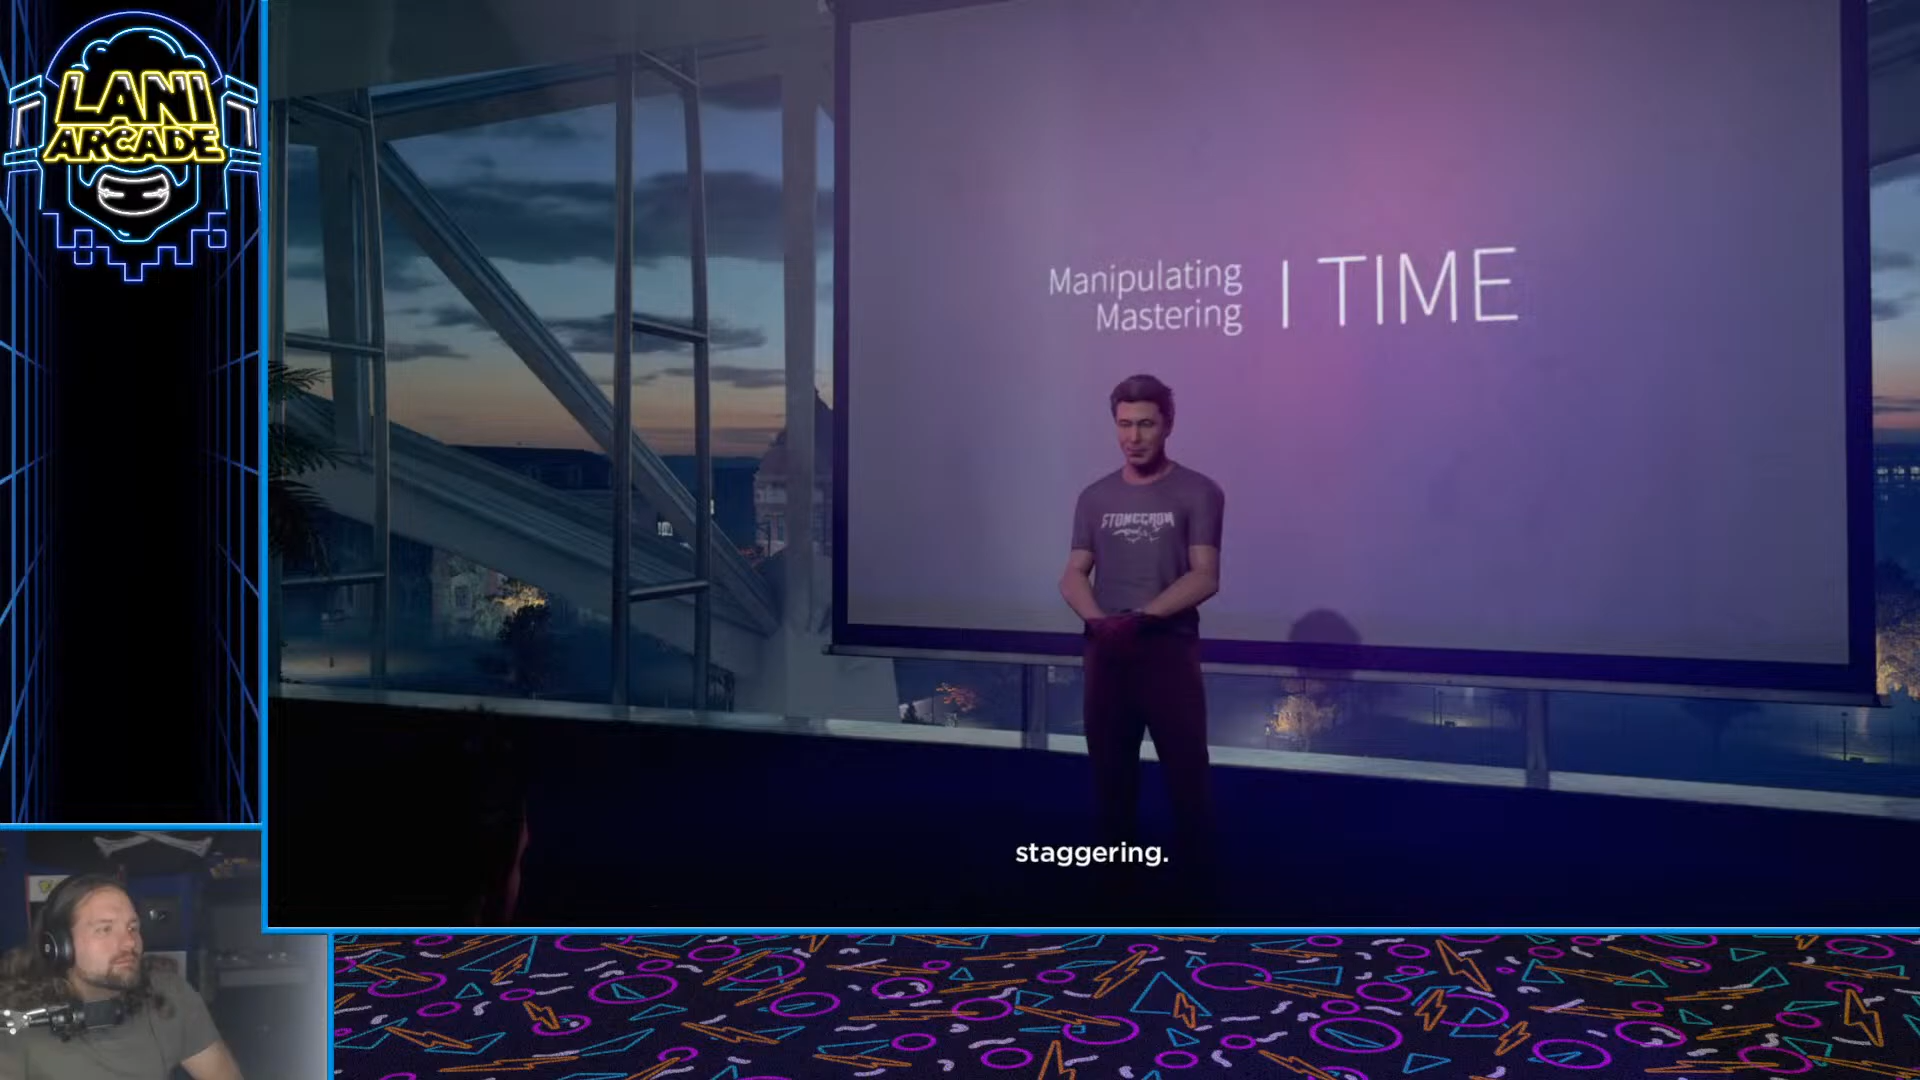 LANI
ARCADE
Manipulating
Mastering
| TIME
STONECROW
staggering.